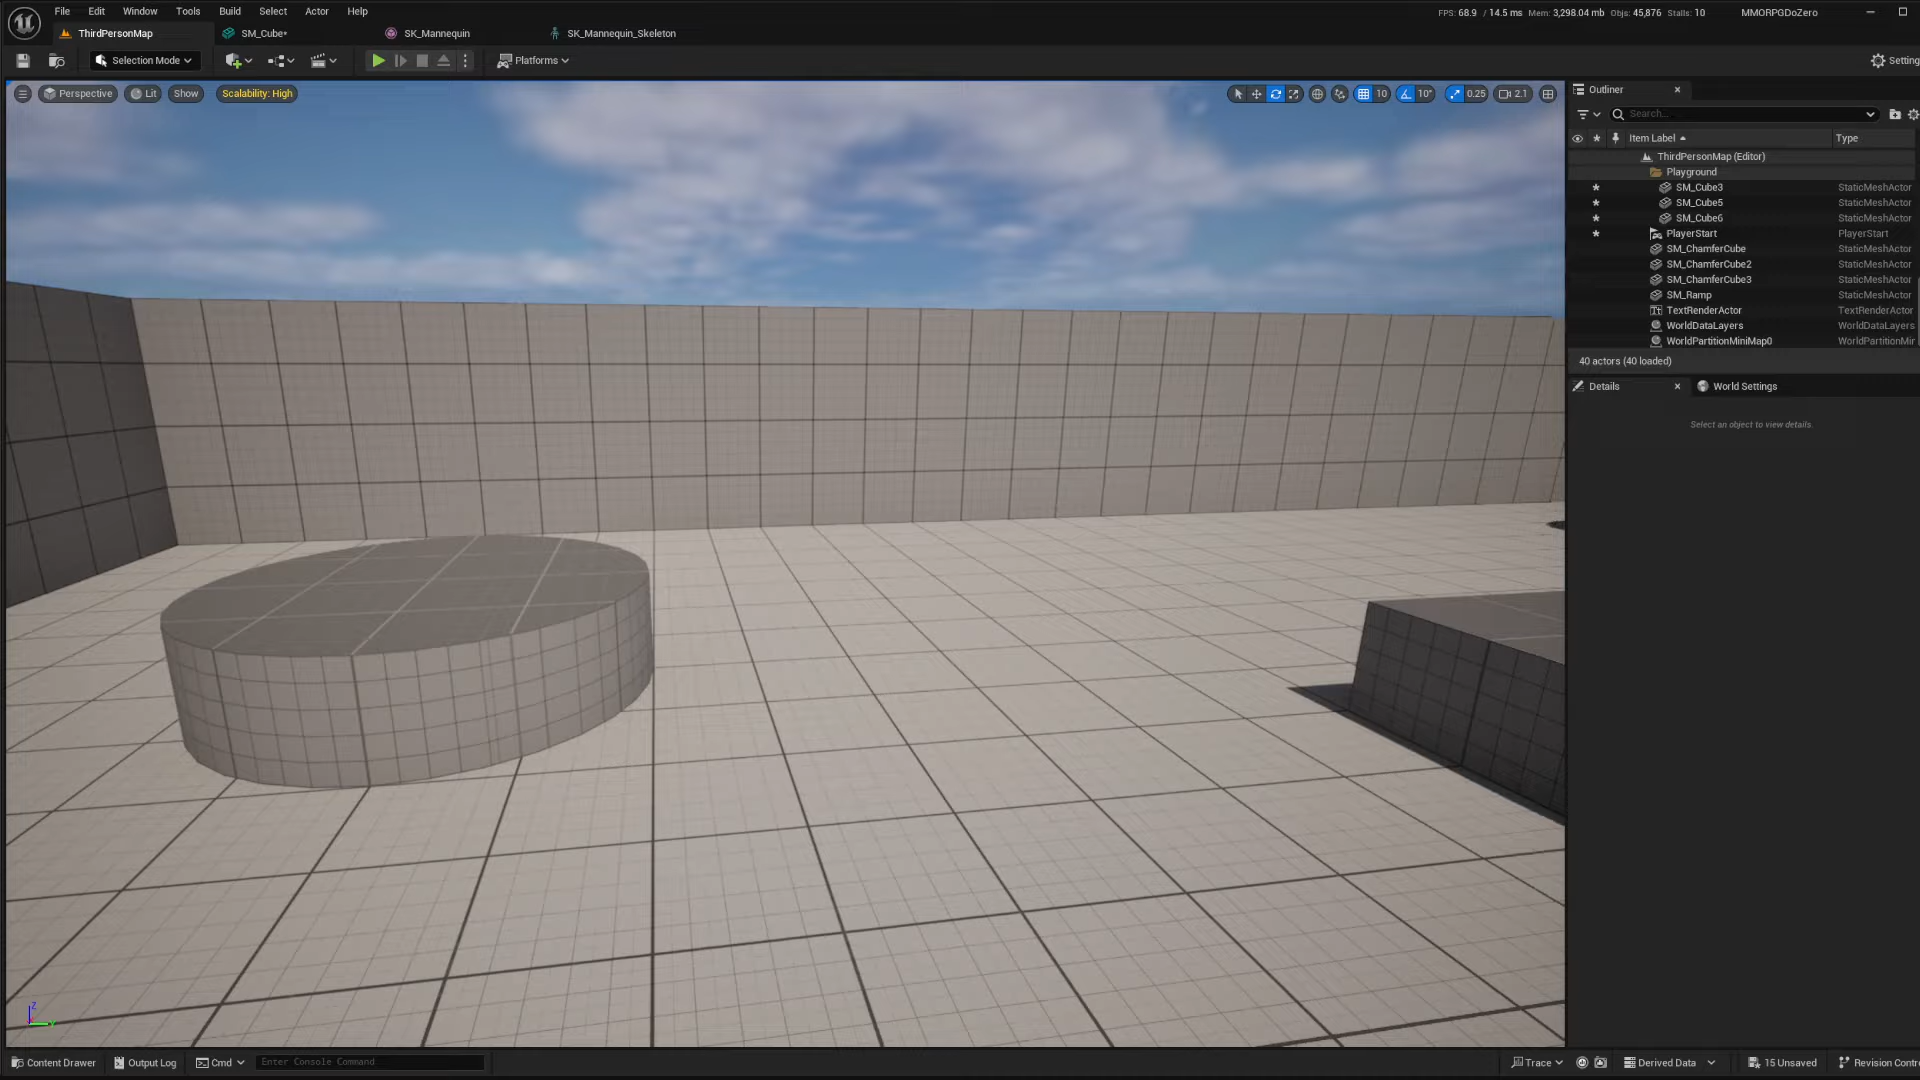 File Edit Window Tools Build Select Actor Help
FPS: 68.9 / 14.5 ms Mem: 3,298.04 mb Objs: 45,876 Stalls: 10
MMORPGDoZero
ThirdPersonMap
SM_Cube*
SK_Mannequin
SK_Mannequin_Skeleton
Selection Mode
Platforms
Setting
Perspective
Lit
Show
Scalability: High
10
10°
0.25
2.1
Outliner
Search...
Item Label
Type
ThirdPersonMap (Editor)
Playground
SM_Cube3 StaticMeshActor
SM_Cube5 StaticMeshActor
SM_Cube6 StaticMeshActor
PlayerStart PlayerStart
SM_ChamferCube StaticMeshActor
SM_ChamferCube2 StaticMeshActor
SM_ChamferCube3 StaticMeshActor
SM_Ramp StaticMeshActor
TextRenderActor TextRenderActor
WorldDataLayers WorldDataLayers
WorldPartitionMiniMap0 WorldPartitionMir
40 actors (40 loaded)
Details
World Settings
Select an object to view details.
Z
Content Drawer
Output Log
Cmd
Enter Console Command
Trace
Derived Data
15 Unsaved
Revision Contr